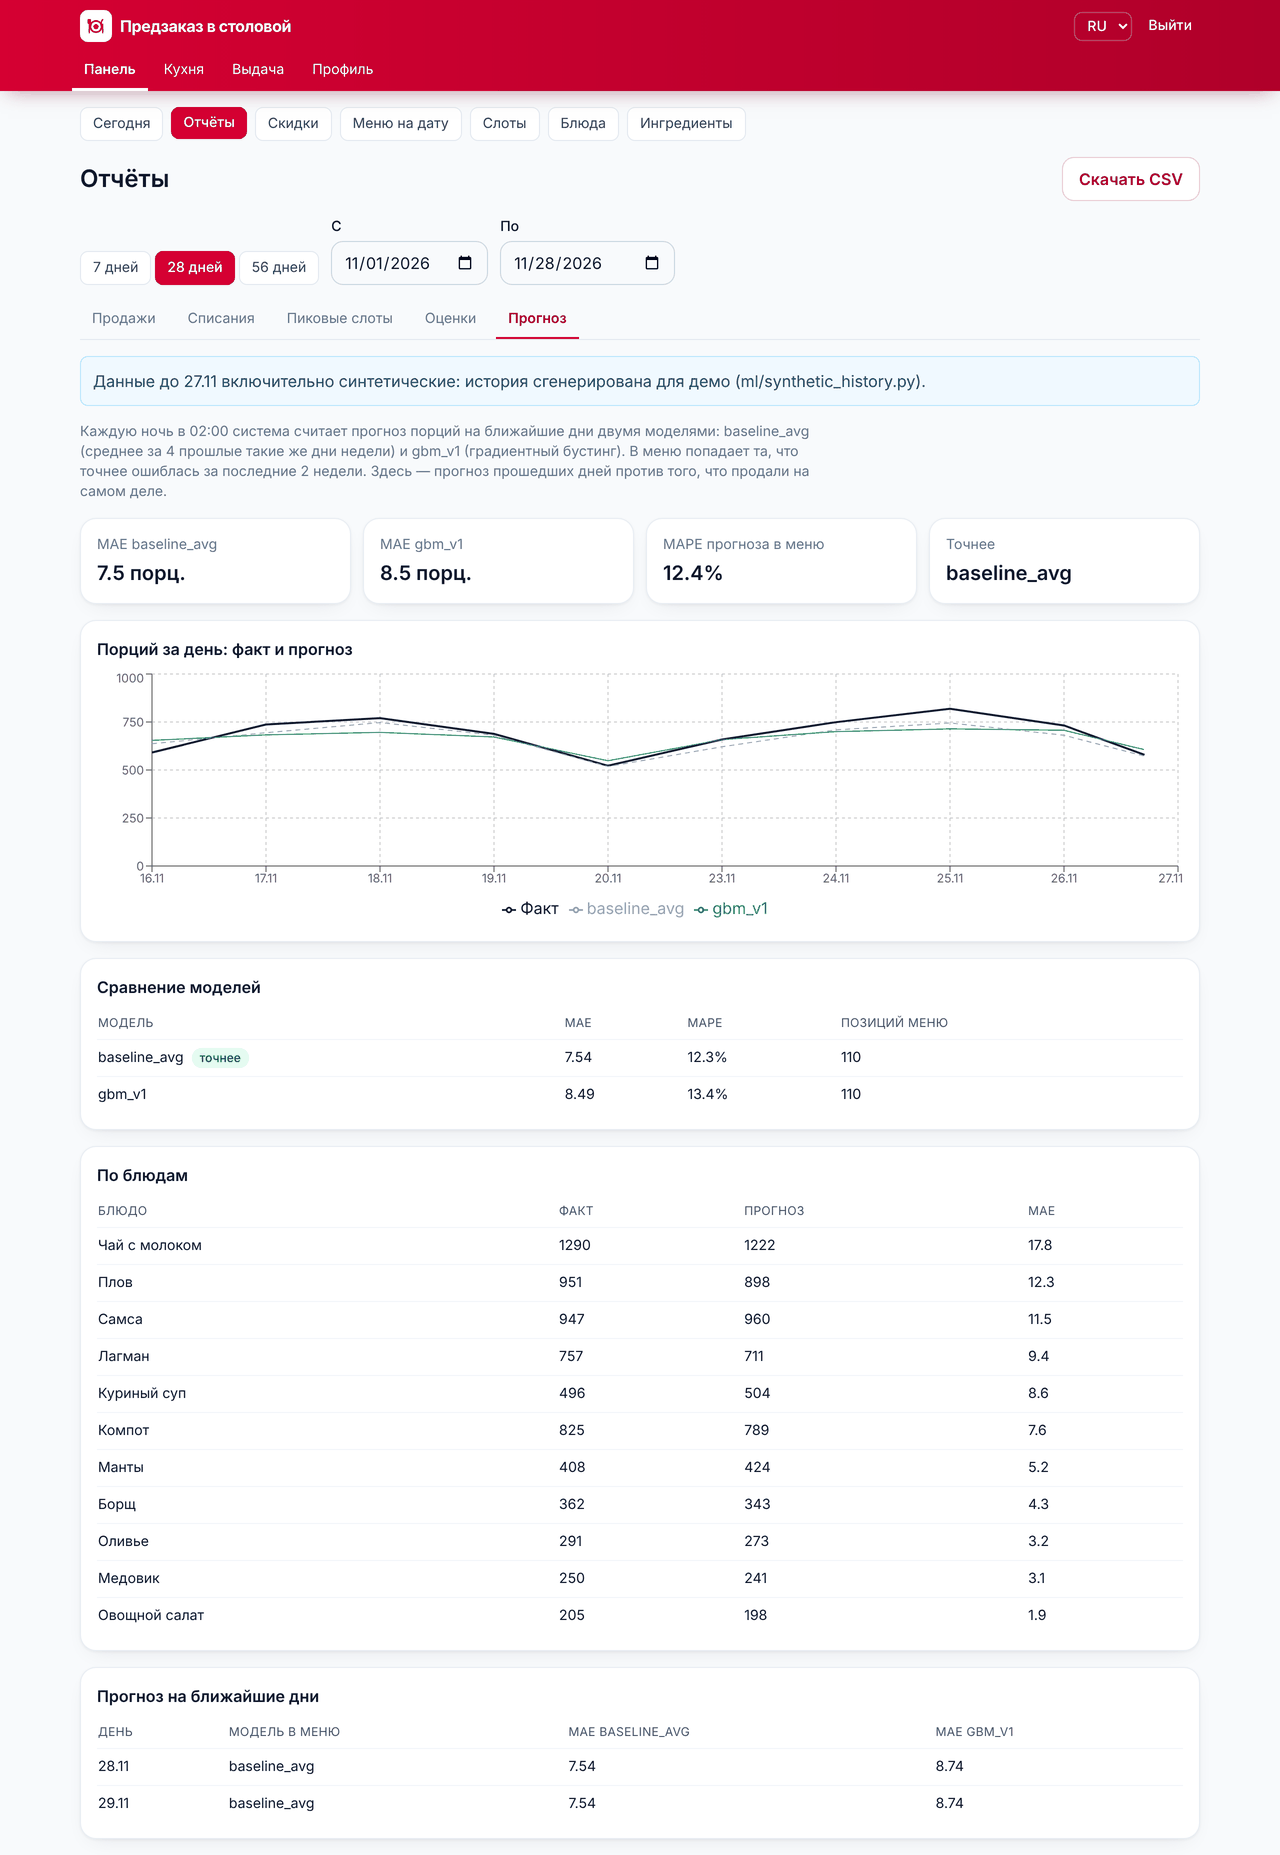 Предзаказ в столовой
RU
Выйти
Панель Кухня Выдача Профиль
Сегодня Отчёты Скидки Меню на дату Слоты Блюда Ингредиенты
Отчёты
Скачать CSV
С По
7 дней 28 дней 56 дней 11/01/2026 11/28/2026
Продажи Списания Пиковые слоты Оценки Прогноз
Данные до 27.11 включительно синтетические: история сгенерирована для демо (ml/synthetic_history.py).
Каждую ночь в 02:00 система считает прогноз порций на ближайшие дни двумя моделями: baseline_avg
(среднее за 4 прошлые такие же дни недели) и gbm_v1 (градиентный бустинг). В меню попадает та, что
точнее ошиблась за последние 2 недели. Здесь — прогноз прошедших дней против того, что продали на
самом деле.
MAE baseline_avg
7.5 порц.
MAE gbm_v1
8.5 порц.
MAPE прогноза в меню
12.4%
Точнее
baseline_avg
Порций за день: факт и прогноз
1000
750
500
250
0
16.11 17.11 18.11 19.11 20.11 23.11 24.11 25.11 26.11 27.11
Факт baseline_avg gbm_v1
Сравнение моделей
МОДЕЛЬ MAE MAPE ПОЗИЦИЙ МЕНЮ
baseline_avg точнее 7.54 12.3% 110
gbm_v1 8.49 13.4% 110
По блюдам
БЛЮДО ФАКТ ПРОГНОЗ MAE
Чай с молоком 1290 1222 17.8
Плов 951 898 12.3
Самса 947 960 11.5
Лагман 757 711 9.4
Куриный суп 496 504 8.6
Компот 825 789 7.6
Манты 408 424 5.2
Борщ 362 343 4.3
Оливье 291 273 3.2
Медовик 250 241 3.1
Овощной салат 205 198 1.9
Прогноз на ближайшие дни
ДЕНЬ МОДЕЛЬ В МЕНЮ MAE BASELINE_AVG MAE GBM_V1
28.11 baseline_avg 7.54 8.74
29.11 baseline_avg 7.54 8.74